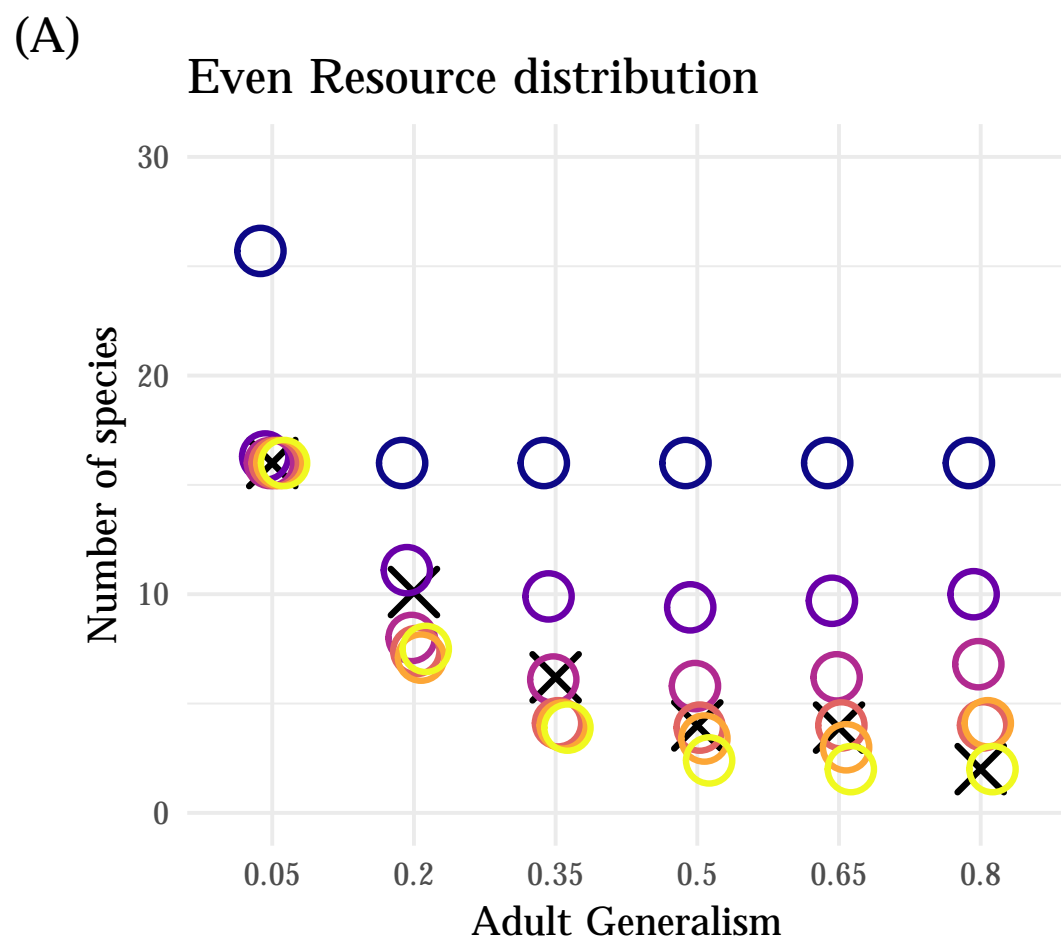 (A)
Even Resource distribution
30
20
10
0
Number of species
0.05 0.2 0.35 0.5 0.65 0.8
Adult Generalism